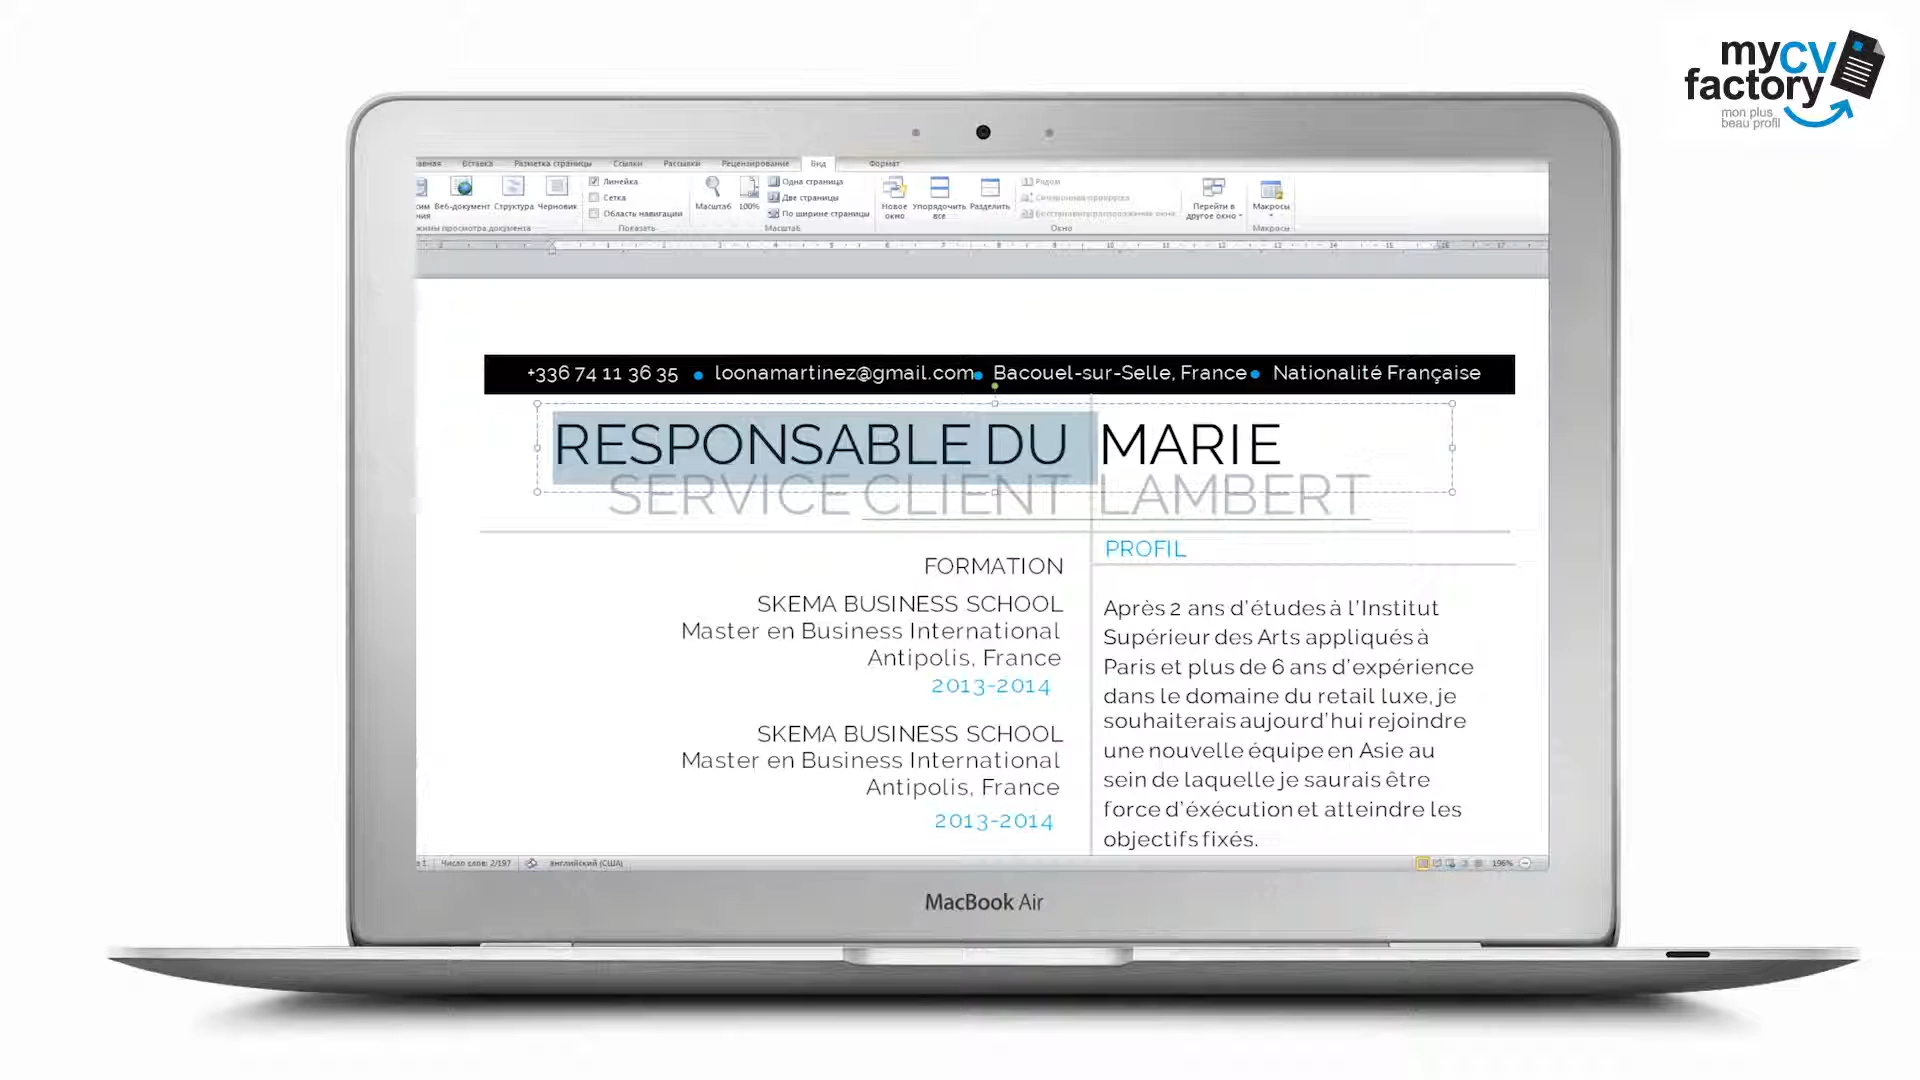 mycv
factory
mon plus
beau profil
Вставка Разметка страницы Ссылки Рассылки Рецензирование Вид Формат
Линейка
Сетка
Область навигации
Показать
Веб-документ Структура Черновик
Масштаб 100%
Одна страница
Две страницы
По ширине страницы
Масштаб
Новое окно
Упорядочить все
Разделить
Рядом
Окно
Перейти в другое окно
Макросы
Макросы
+336 74 11 36 35 loonamartinez@gmail.com Bacouel-sur-Selle, France Nationalité Française
RESPONSABLE DU MARIE
SERVICE CLIENT LAMBERT
FORMATION
SKEMA BUSINESS SCHOOL
Master en Business International
Antipolis, France
2013-2014
SKEMA BUSINESS SCHOOL
Master en Business International
Antipolis, France
2013-2014
PROFIL
Après 2 ans d'études à l'Institut
Supérieur des Arts appliqués à
Paris et plus de 6 ans d'expérience
dans le domaine du retail luxe, je
souhaiterais aujourd'hui rejoindre
une nouvelle équipe en Asie au
sein de laquelle je saurais être
force d'éxécution et atteindre les
objectifs fixés.
Число слов: 2/197 английский (США) 196%
MacBook Air